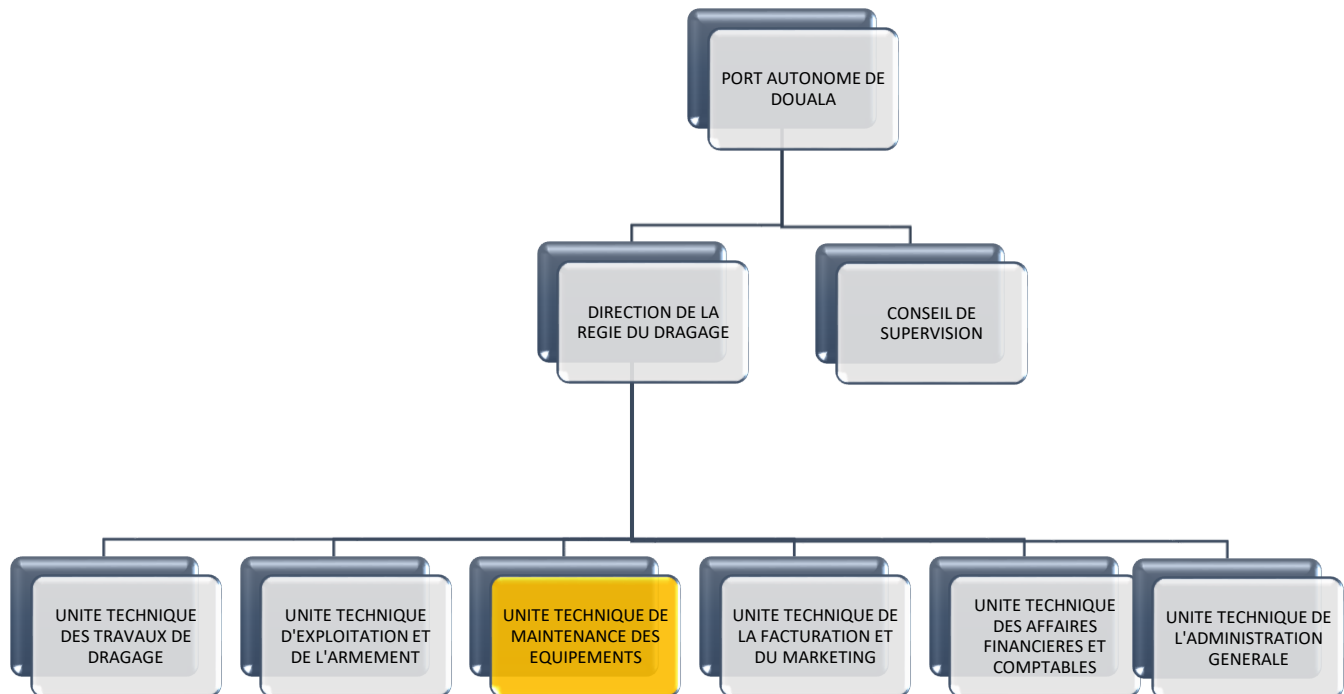 PORT AUTONOME DE
DOUALA
DIRECTION DE LA
REGIE DU DRAGAGE
CONSEIL DE
SUPERVISION
UNITE TECHNIQUE
DES TRAVAUX DE
DRAGAGE
UNITE TECHNIQUE
D'EXPLOITATION ET
DE L'ARMEMENT
UNITE TECHNIQUE DE
MAINTENANCE DES
EQUIPEMENTS
UNITE TECHNIQUE DE
LA FACTURATION ET
DU MARKETING
UNITE TECHNIQUE
DES AFFAIRES
FINANCIERES ET
COMPTABLES
UNITE TECHNIQUE DE
L'ADMINISTRATION
GENERALE